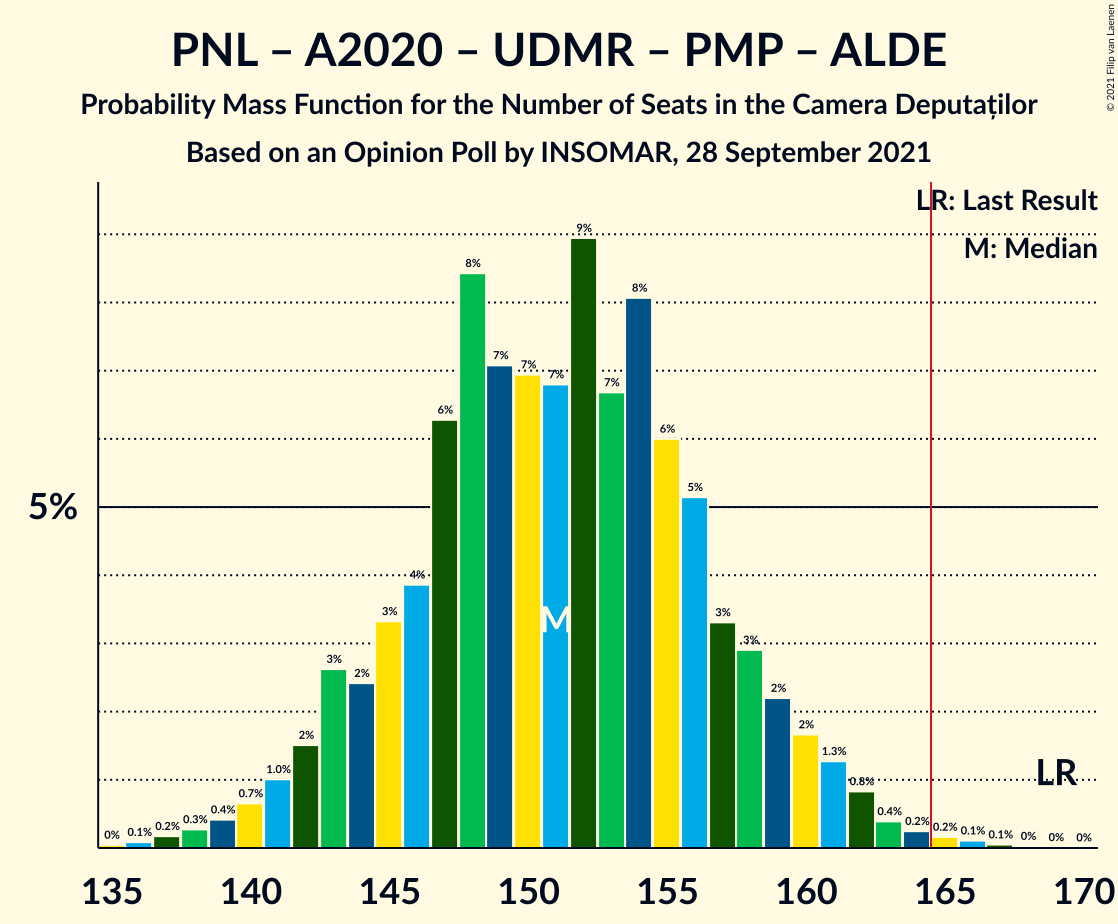 PNL – A2020 – UDMR – PMP – ALDE
Probability Mass Function for the Number of Seats in the Camera Deputaților
Based on an Opinion Poll by INSOMAR, 28 September 2021
© 2021 Filip van Laenen
LR: Last Result
M: Median
5%
0% 0.1% 0.2% 0.3% 0.4% 0.7% 1.0% 2% 3% 2% 3% 4% 6% 8% 7% 7% 7% 9% 7% 8% 6% 5% 3% 3% 2% 2% 1.3% 0.8% 0.4% 0.2% 0.2% 0.1% 0.1% 0% 0% 0%
M
LR
135 140 145 150 155 160 165 170